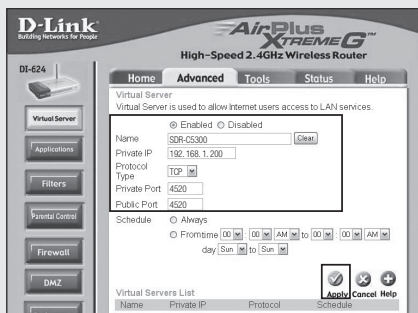 D-Link
Building Networks for People
AirPlus
XTREME G™
High-Speed 2.4GHz Wireless Router
DI-624
Home Advanced Tools Status Help
Virtual Server
Virtual Server is used to allow Internet users access to LAN services.
Virtual Server
Enabled Disabled
Name SDR-C5300 Clear
Applications
Private IP 192.168.1.200
Protocol Type TCP
Filters
Private Port 4520
Public Port 4520
Parental Control
Schedule Always
From time 00 : 00 AM to 00 : 00 AM
day Sun to Sun
Firewall
DMZ
Apply Cancel Help
Virtual Servers List
Name Private IP Protocol Schedule